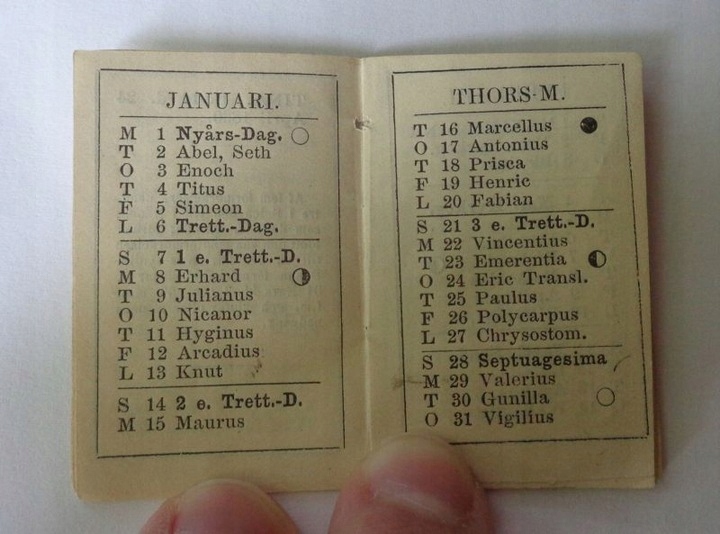 JANUARI.
M 1 Nyårs-Dag.
T 2 Abel, Seth
O 3 Enoch
T 4 Titus
F 5 Simeon
L 6 Trett.-Dag.
S 7 1 e. Trett.-D.
M 8 Erhard
T 9 Julianus
O 10 Nicanor
T 11 Hyginus
F 12 Arcadius
L 13 Knut
S 14 2 e. Trett.-D.
M 15 Maurus
THORS-M.
T 16 Marcellus
O 17 Antonius
T 18 Prisca
F 19 Henric
L 20 Fabian
S 21 3 e. Trett.-D.
M 22 Vincentius
T 23 Emerentia
O 24 Eric Transl.
T 25 Paulus
F 26 Polycarpus
L 27 Chrysostom.
S 28 Septuagesima
M 29 Valerius
T 30 Gunilla
O 31 Vigilius